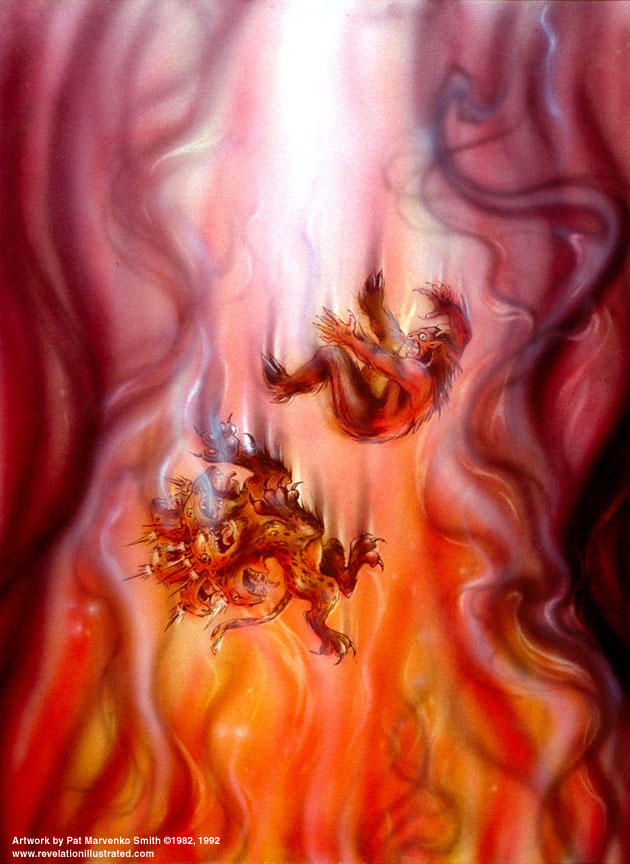 Artwork by Pat Marvenko Smith ©1982, 1992
www.revelationillustrated.com